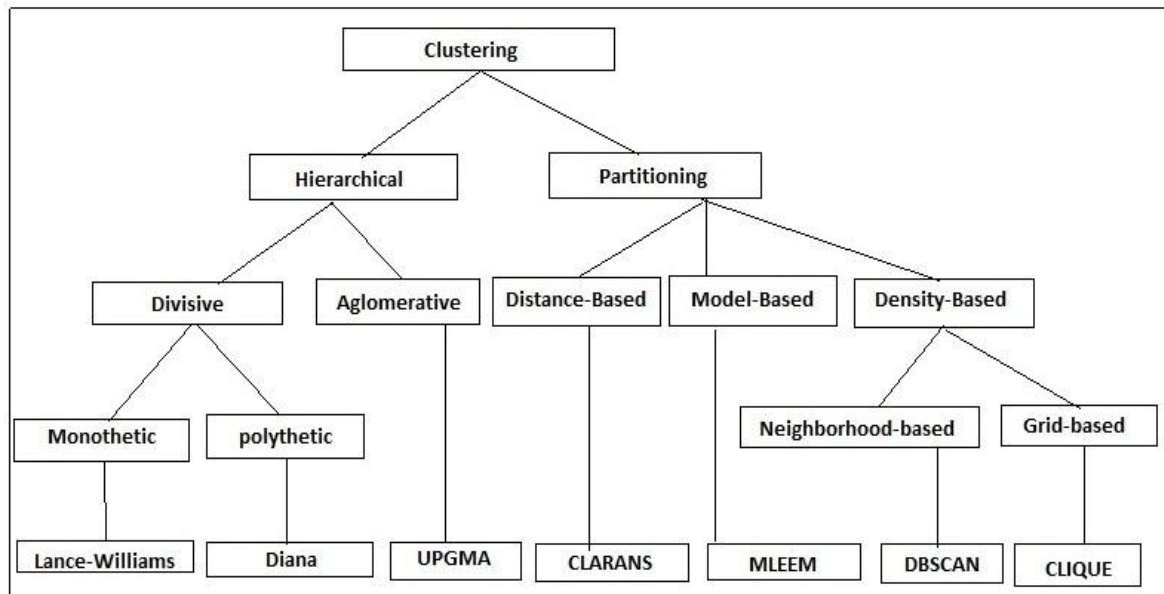 Clustering
Hierarchical
Partitioning
Divisive
Aglomerative
Distance-Based
Model-Based
Density-Based
Monothetic
polythetic
Neighborhood-based
Grid-based
Lance-Williams
Diana
UPGMA
CLARANS
MLEEM
DBSCAN
CLIQUE